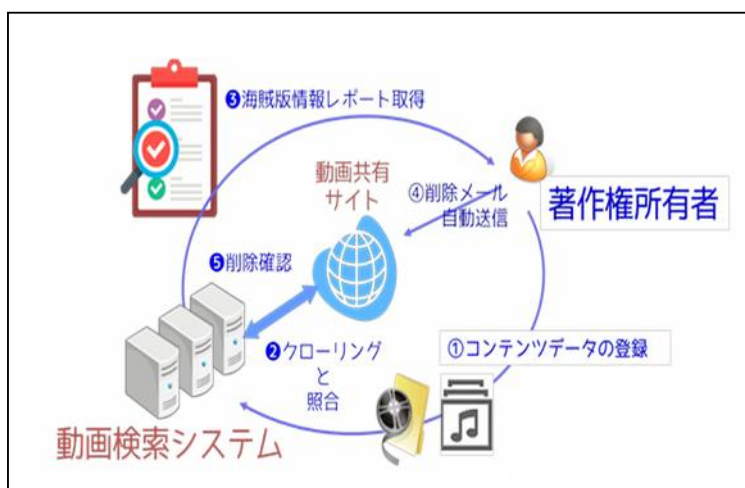 ❸海賊版情報レポート取得
動画共有
サイト
④削除メール
自動送信
著作権所有者
❺削除確認
❷クローリング
と
照合
①コンテンツデータの登録
動画検索システム